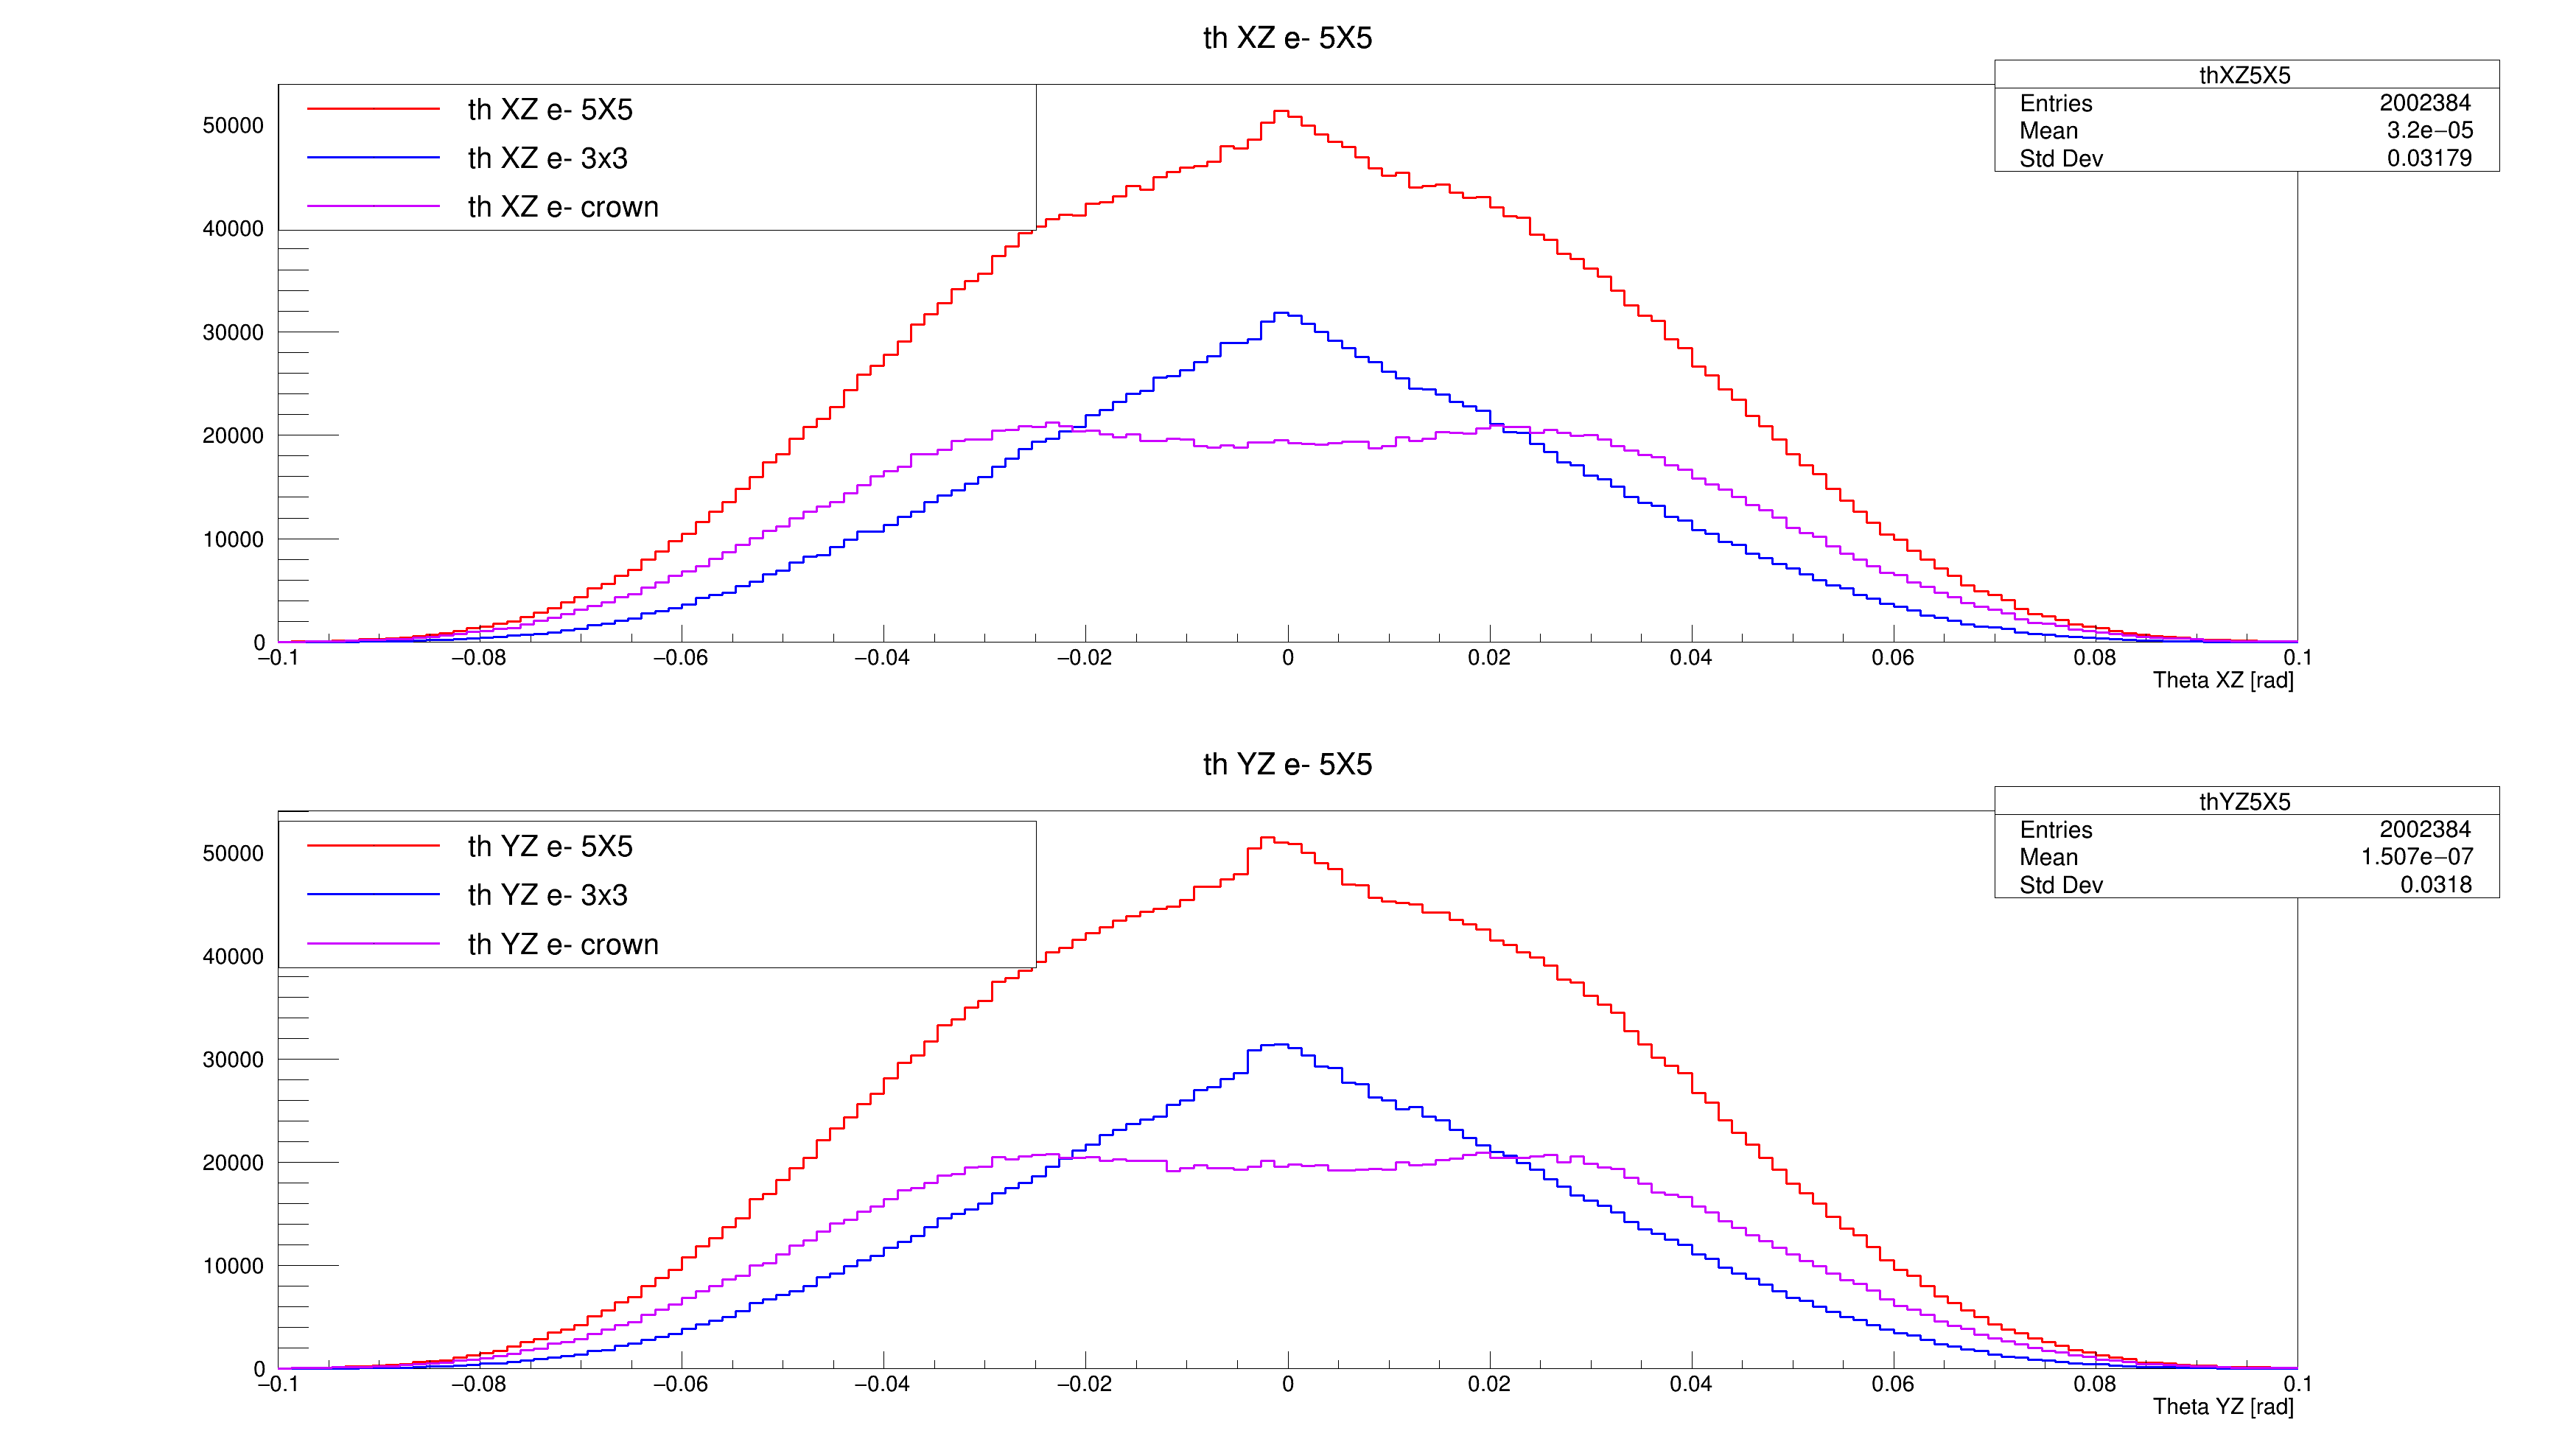 th XZ e- 5X5
thXZ5X5
Entries 2002384
Mean 3.2e−05
Std Dev 0.03179
th XZ e- 5X5
th XZ e- 3x3
th XZ e- crown
50000
40000
30000
20000
10000
0
−0.1 −0.08 −0.06 −0.04 −0.02 0 0.02 0.04 0.06 0.08 0.1
Theta XZ [rad]
th YZ e- 5X5
thYZ5X5
Entries 2002384
Mean 1.507e−07
Std Dev 0.0318
th YZ e- 5X5
th YZ e- 3x3
th YZ e- crown
50000
40000
30000
20000
10000
0
−0.1 −0.08 −0.06 −0.04 −0.02 0 0.02 0.04 0.06 0.08 0.1
Theta YZ [rad]